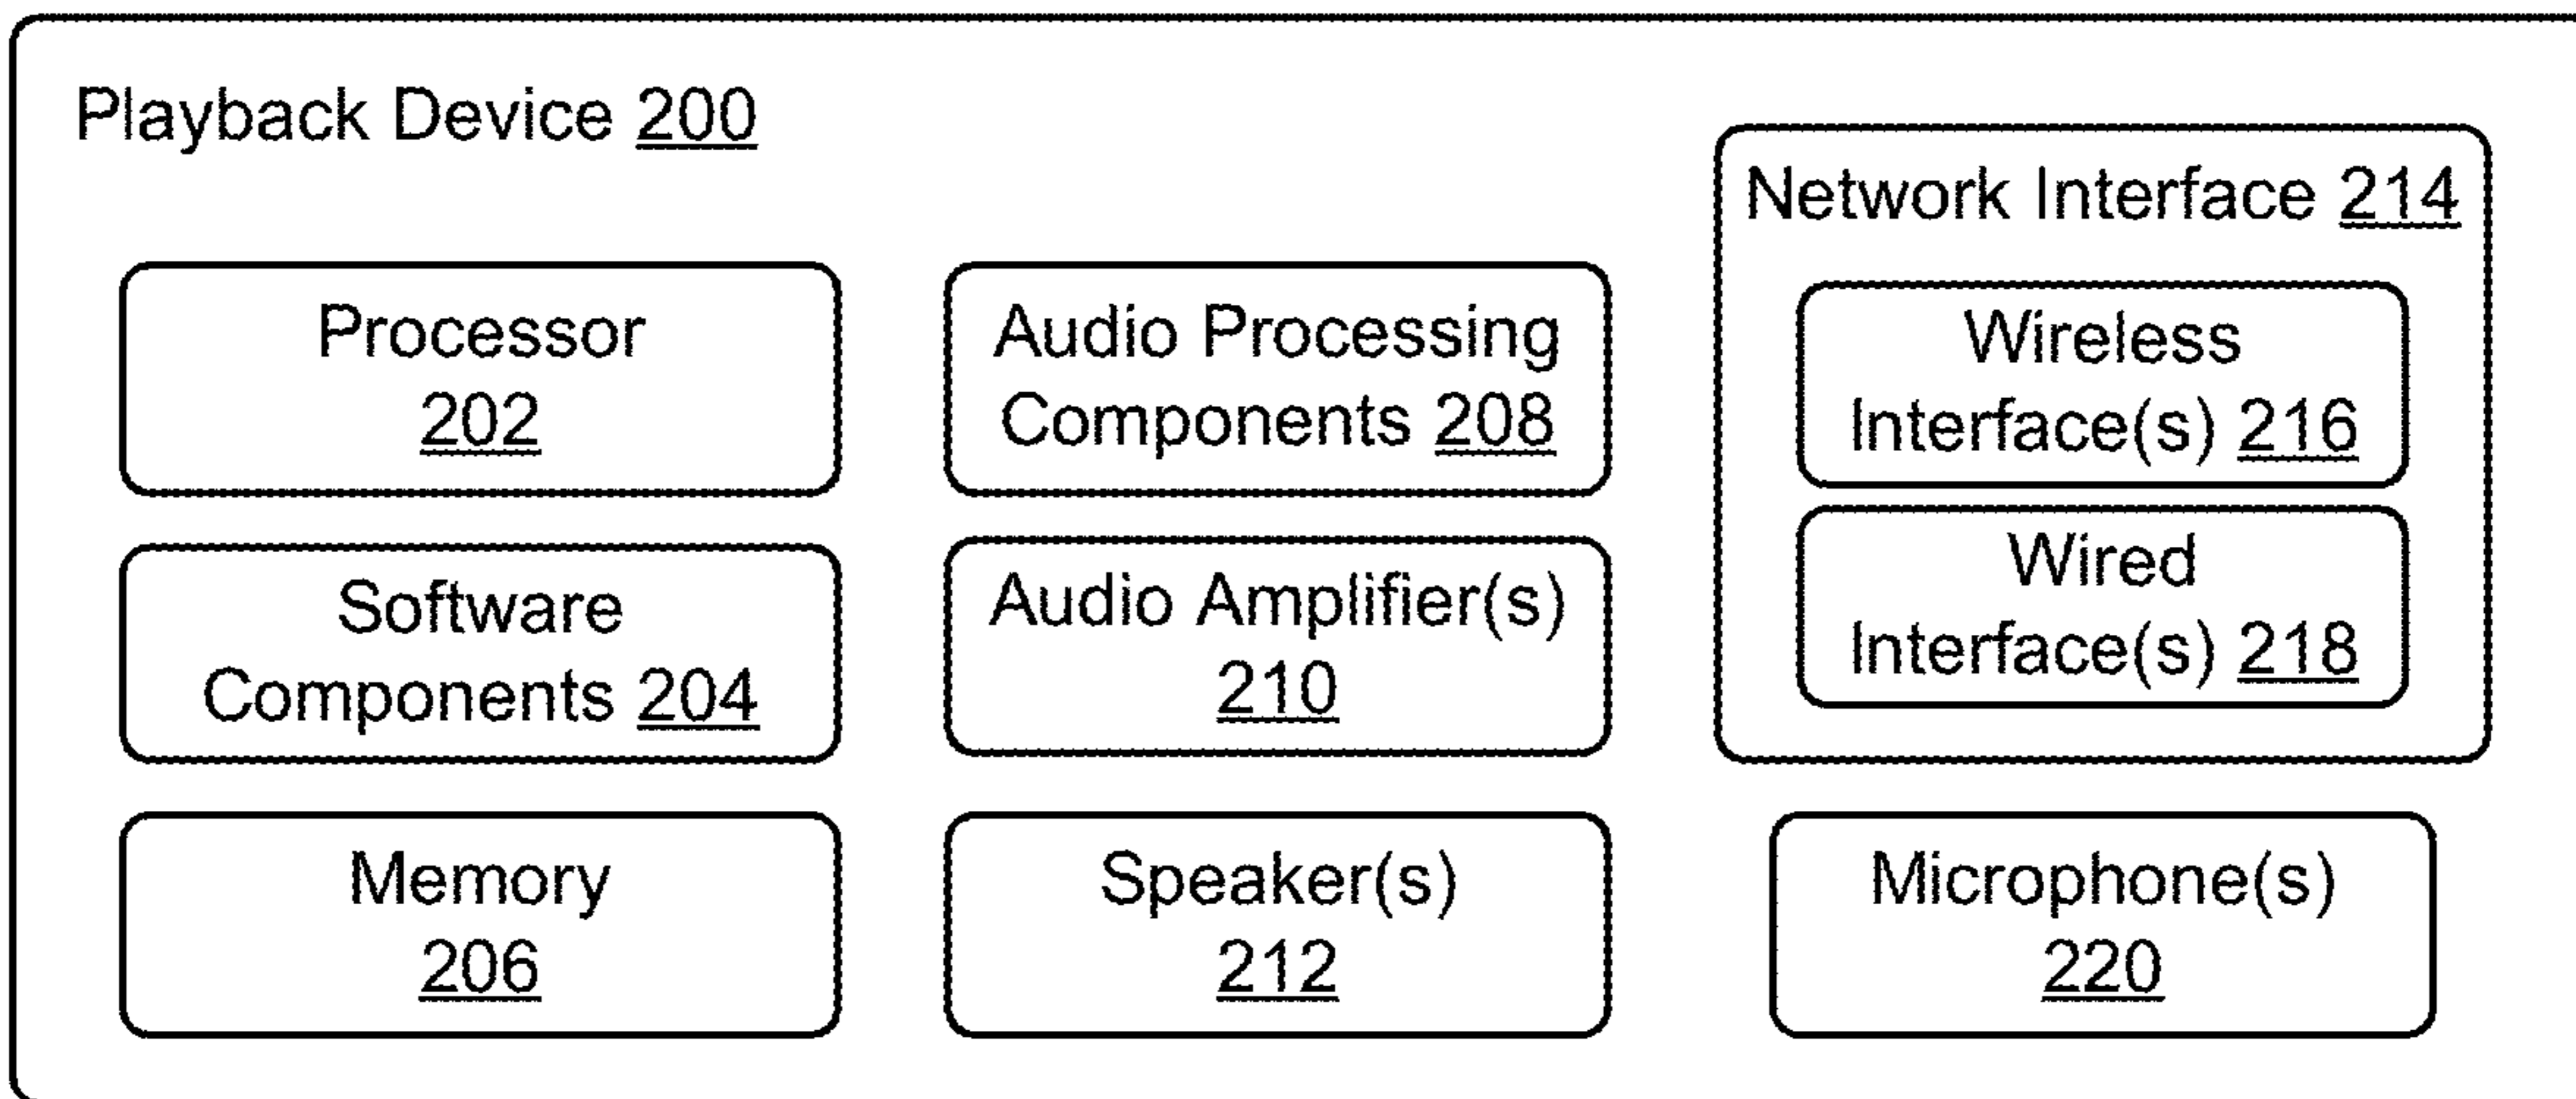 Playback Device 200
Processor
202
Software
Components 204
Memory
206
Audio Processing
Components 208
Audio Amplifier(s)
210
Speaker(s)
212
Network Interface 214
Wireless
Interface(s) 216
Wired
Interface(s) 218
Microphone(s)
220